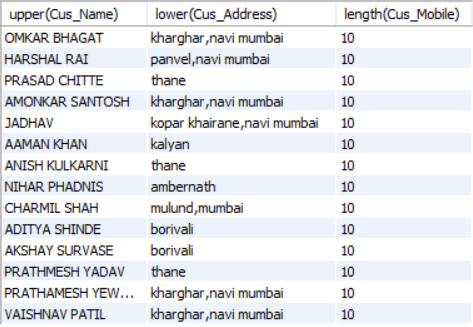 upper(Cus_Name) lower(Cus_Address) length(Cus_Mobile)
OMKAR BHAGAT kharghar,navi mumbai 10
HARSHAL RAI panvel,navi mumbai 10
PRASAD CHITTE thane 10
AMONKAR SANTOSH kharghar,navi mumbai 10
JADHAV kopar khairane,navi mumbai 10
AAMAN KHAN kalyan 10
ANISH KULKARNI thane 10
NIHAR PHADNIS ambernath 10
CHARMIL SHAH mulund,mumbai 10
ADITYA SHINDE borivali 10
AKSHAY SURVASE borivali 10
PRATHMESH YADAV thane 10
PRATHAMESH YEW... kharghar,navi mumbai 10
VAISHNAV PATIL kharghar,navi mumbai 10